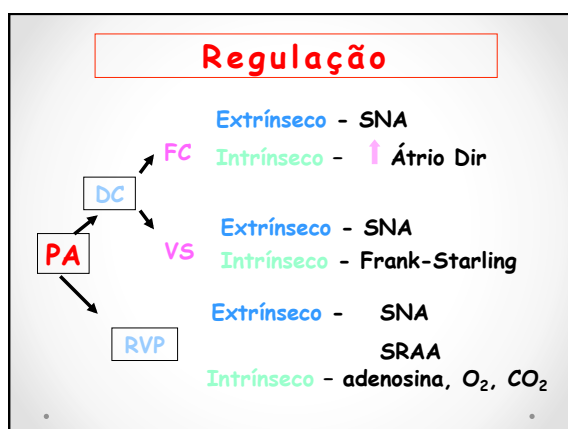 Regulação
Extrínseco - SNA
FC
Intrínseco - Átrio Dir
DC
Extrínseco - SNA
PA
VS
Intrínseco - Frank-Starling
Extrínseco - SNA
RVP
SRAA
Intrínseco – adenosina, O₂, CO₂